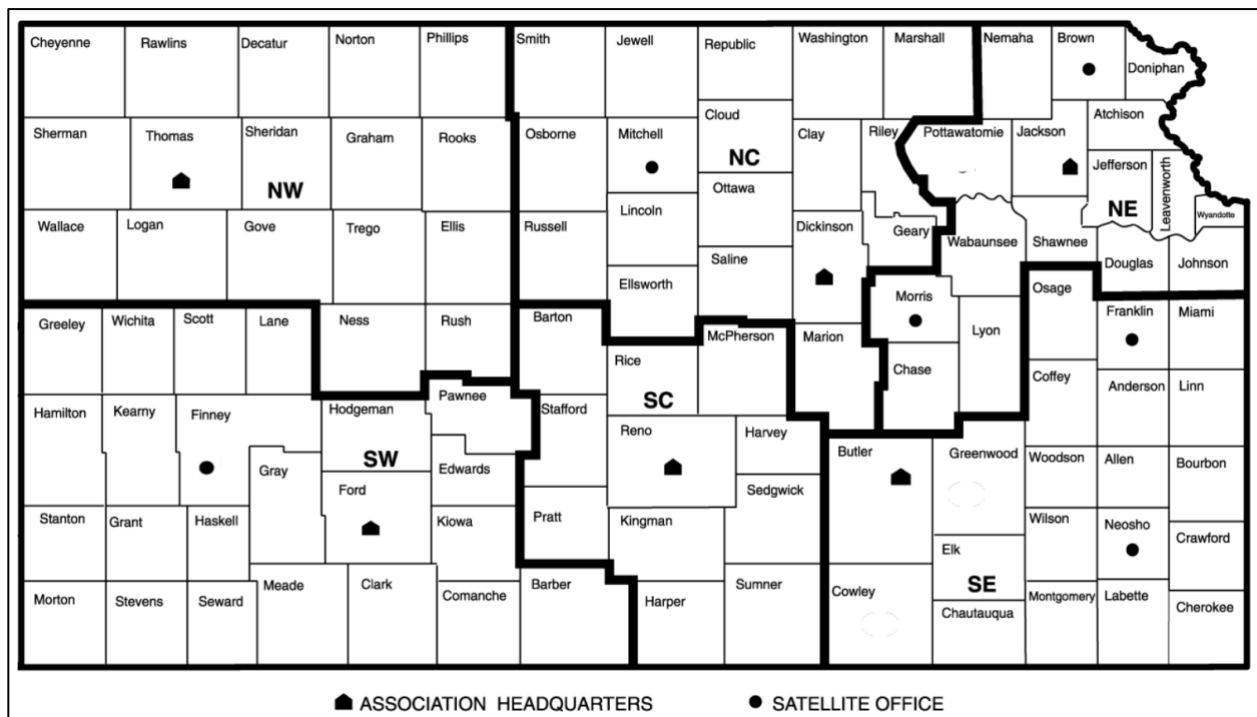 Cheyenne Rawlins Decatur Norton Phillips Smith Jewell Republic Washington Marshall Nemaha Brown
Doniphan
Cloud Atchison
Sherman Thomas Sheridan Graham Rooks Osborne Mitchell Clay Riley Pottawatomie Jackson
NW NC Jefferson
Ottawa Leavenworth
Lincoln NE Wyandotte
Wallace Logan Gove Trego Ellis Russell Dickinson Geary Wabaunsee Shawnee
Saline Douglas Johnson
Ellsworth Morris Osage
Greeley Wichita Scott Lane Ness Rush Barton McPherson Marion Lyon Franklin Miami
Rice Chase
Coffey Anderson Linn
Hamilton Kearny Finney Hodgeman Pawnee Stafford SC
Reno Harvey
SW Butler Greenwood Woodson Allen Bourbon
Gray Edwards
Ford Sedgwick
Stanton Grant Haskell Kiowa Pratt Kingman Wilson Neosho Crawford
Elk
Meade Clark Comanche Barber Sumner SE
Morton Stevens Seward Harper Cowley Chautauqua Montgomery Labette Cherokee
ASSOCIATION HEADQUARTERS SATELLITE OFFICE